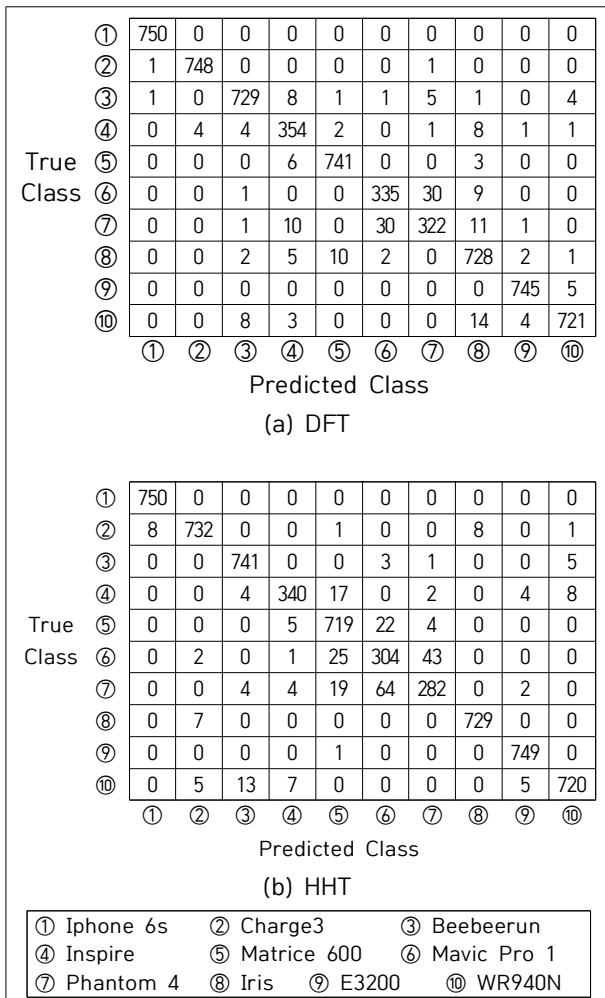 ① 750 0 0 0 0 0 0 0 0 0
② 1 748 0 0 0 0 1 0 0 0
③ 1 0 729 8 1 1 5 1 0 4
④ 0 4 4 354 2 0 1 8 1 1
True ⑤ 0 0 0 6 741 0 0 3 0 0
Class ⑥ 0 0 1 0 0 335 30 9 0 0
⑦ 0 0 1 10 0 30 322 11 1 0
⑧ 0 0 2 5 10 2 0 728 2 1
⑨ 0 0 0 0 0 0 0 0 745 5
⑩ 0 0 8 3 0 0 0 14 4 721
① ② ③ ④ ⑤ ⑥ ⑦ ⑧ ⑨ ⑩
Predicted Class
(a) DFT
① 750 0 0 0 0 0 0 0 0 0
② 8 732 0 0 1 0 0 8 0 1
③ 0 0 741 0 0 3 1 0 0 5
④ 0 0 4 340 17 0 2 0 4 8
True ⑤ 0 0 0 5 719 22 4 0 0 0
Class ⑥ 0 2 0 1 25 304 43 0 0 0
⑦ 0 0 4 4 19 64 282 0 2 0
⑧ 0 7 0 0 0 0 0 729 0 0
⑨ 0 0 0 0 1 0 0 0 749 0
⑩ 0 5 13 7 0 0 0 0 5 720
① ② ③ ④ ⑤ ⑥ ⑦ ⑧ ⑨ ⑩
Predicted Class
(b) HHT
① Iphone 6s ② Charge3 ③ Beebeerun
④ Inspire ⑤ Matrice 600 ⑥ Mavic Pro 1
⑦ Phantom 4 ⑧ Iris ⑨ E3200 ⑩ WR940N